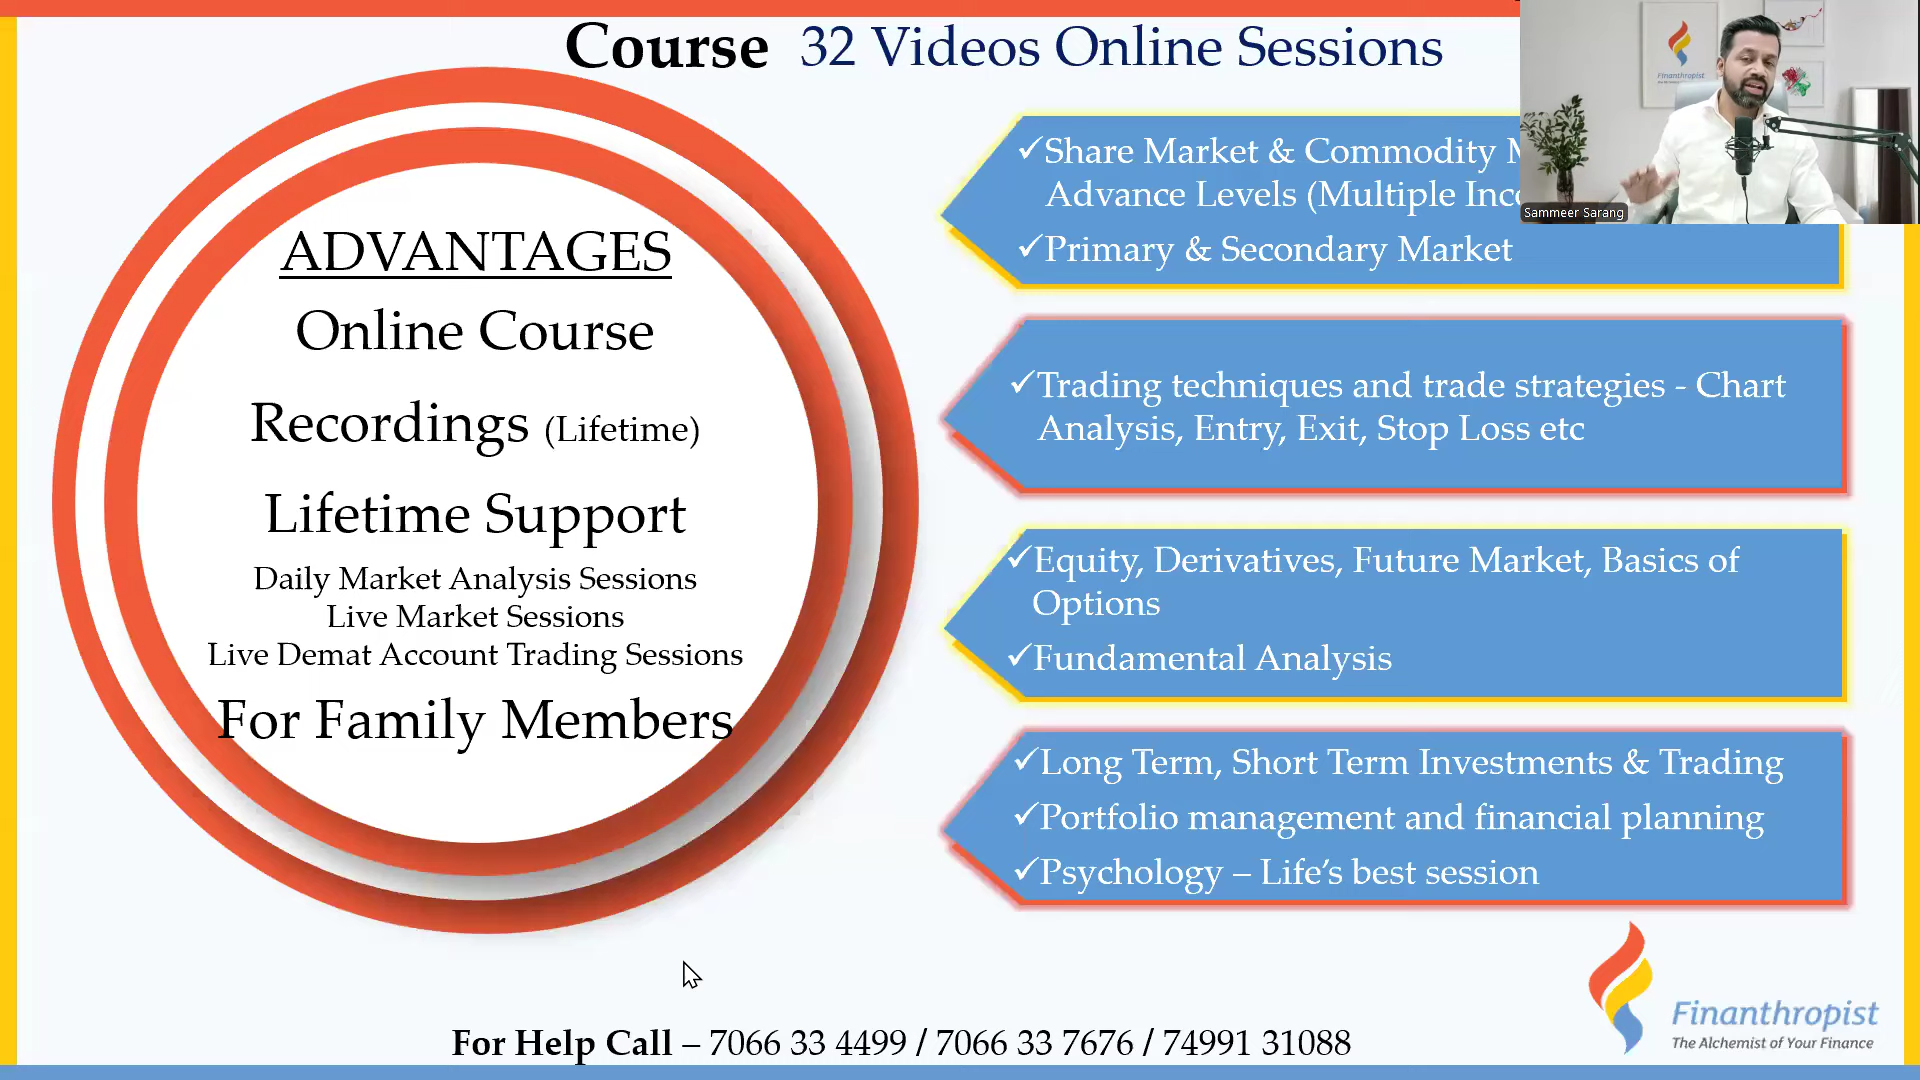 Course 32 Videos Online Sessions
ADVANTAGES
Online Course
Recordings (Lifetime)
Lifetime Support
Daily Market Analysis Sessions
Live Market Sessions
Live Demat Account Trading Sessions
For Family Members
✓Share Market & Commodity
Advance Levels (Multiple
✓Primary & Secondary Market
✓Trading techniques and trade strategies - Chart
Analysis, Entry, Exit, Stop Loss etc
✓Equity, Derivatives, Future Market, Basics of
Options
✓Fundamental Analysis
✓Long Term, Short Term Investments & Trading
✓Portfolio management and financial planning
✓Psychology – Life’s best session
Finanthropist
Sammeer Sarang
Finanthropist
The Alchemist of Your Finance
For Help Call – 7066 33 4499 / 7066 33 7676 / 74991 31088